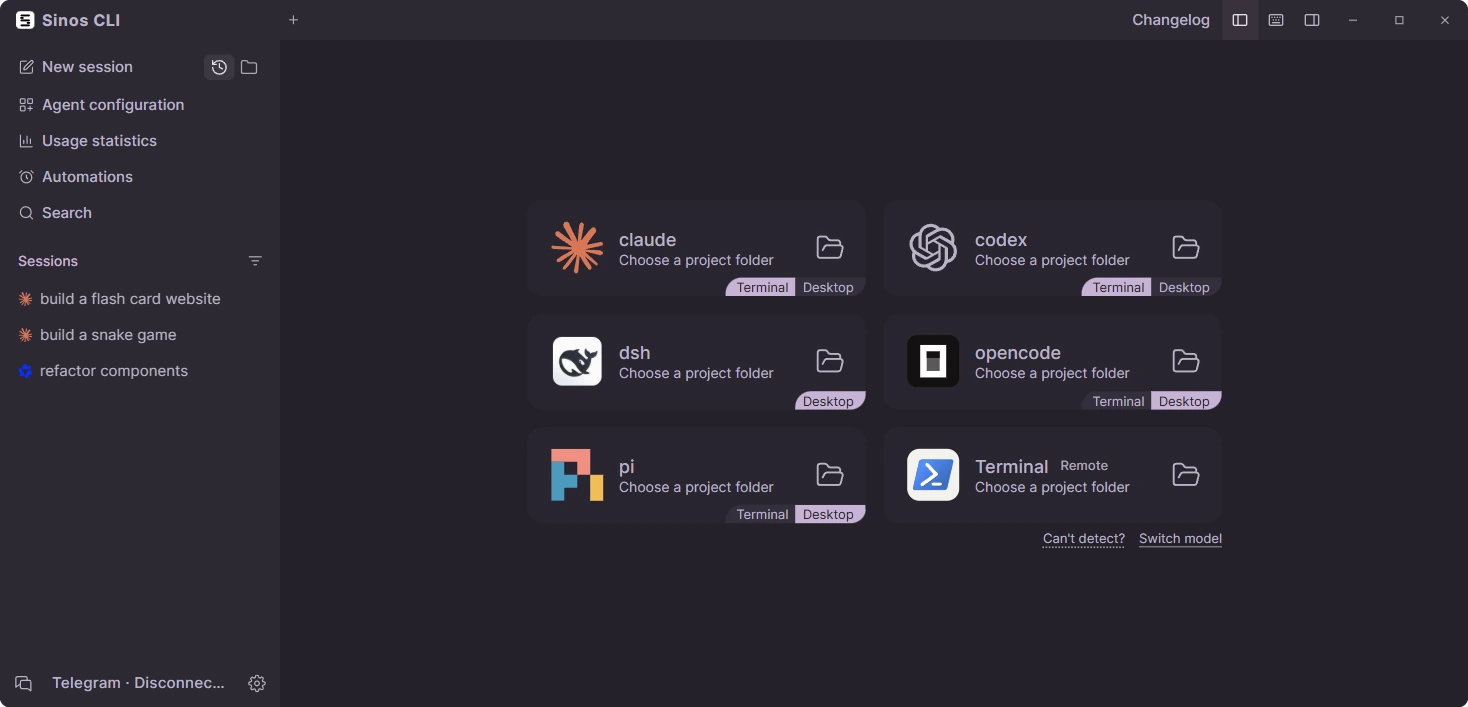 Sinos CLI
Changelog
New session
Agent configuration
Usage statistics
Automations
Search
Sessions
build a flash card website
build a snake game
refactor components
Telegram · Disconnec...
claude
Choose a project folder
Terminal Desktop
codex
Choose a project folder
Terminal Desktop
dsh
Choose a project folder
Desktop
opencode
Choose a project folder
Terminal Desktop
pi
Choose a project folder
Terminal Desktop
Terminal Remote
Choose a project folder
Can't detect? Switch model